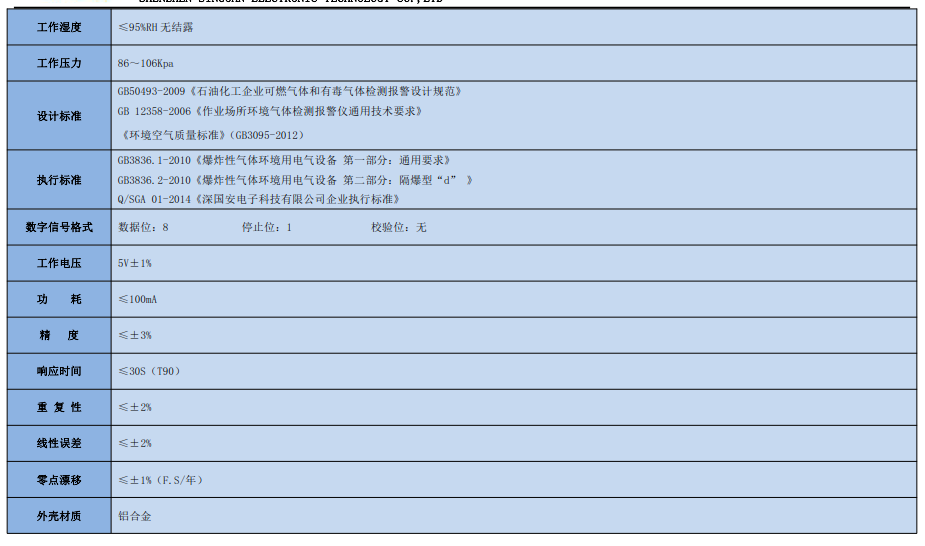 SHENZHEN SINGOAN ELECTRONIC TECHNOLOGY CO.,LTD
工作湿度 ≤95%RH 无结露
工作压力 86～106Kpa
设计标准
GB50493-2009《石油化工企业可燃气体和有毒气体检测报警设计规范》
GB 12358-2006《作业场所环境气体检测报警仪通用技术要求》
《环境空气质量标准》（GB3095-2012）
执行标准
GB3836.1-2010《爆炸性气体环境用电气设备 第一部分：通用要求》
GB3836.2-2010《爆炸性气体环境用电气设备 第二部分：隔爆型“d” 》
Q/SGA 01-2014《深国安电子科技有限公司企业执行标准》
数字信号格式 数据位：8 停止位：1 校验位：无
工作电压 5V±1%
功 耗 ≤100mA
精 度 ≤±3%
响应时间 ≤30S（T90）
重 复 性 ≤±2%
线性误差 ≤±2%
零点漂移 ≤±1%（F.S/年）
外壳材质 铝合金